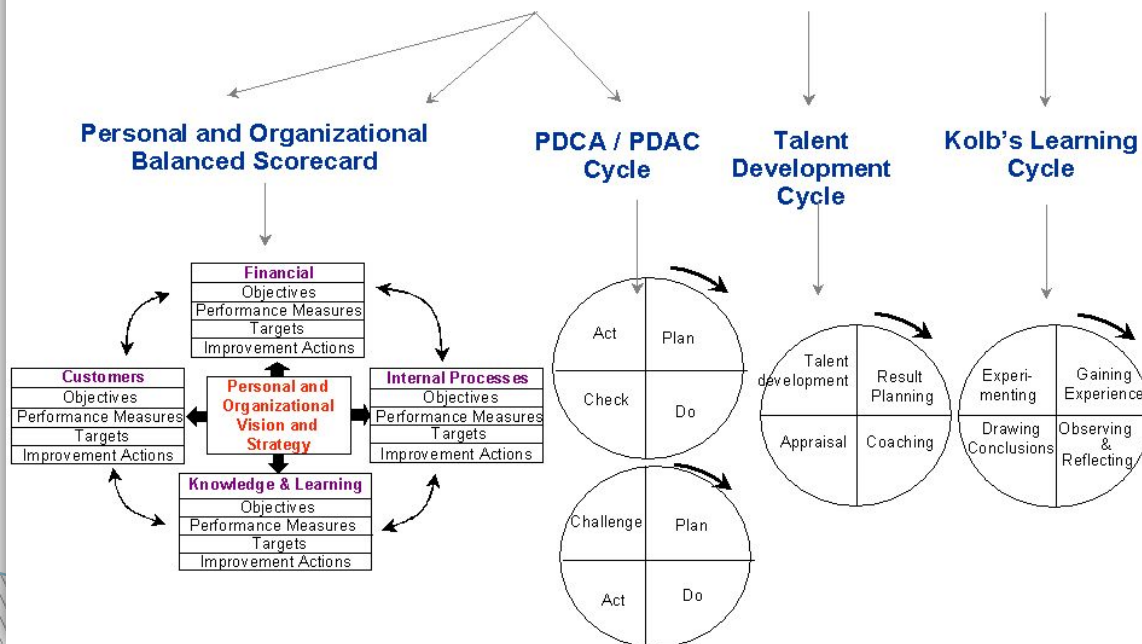 Personal and Organizational
Balanced Scorecard
PDCA / PDAC
Cycle
Talent
Development
Cycle
Kolb's Learning
Cycle
Financial
Objectives
Performance Measures
Targets
Improvement Actions
Customers
Objectives
Performance Measures
Targets
Improvement Actions
Personal and
Organizational
Vision and
Strategy
Internal Processes
Objectives
Performance Measures
Targets
Improvement Actions
Knowledge & Learning
Objectives
Performance Measures
Targets
Improvement Actions
Act
Plan
Check
Do
Challenge
Plan
Act
Do
Talent
development
Result
Planning
Appraisal
Coaching
Experi-
menting
Gaining
Experience
Drawing
Conclusions
Observing
&
Reflecting